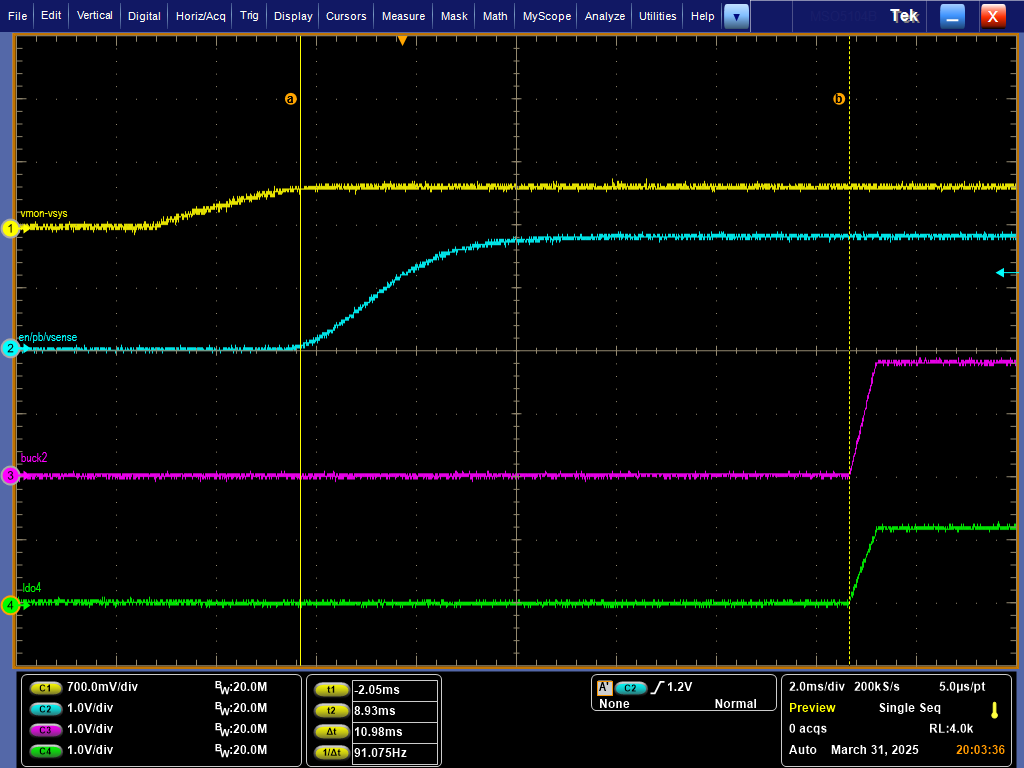 File Edit Vertical Digital Horiz/Acq Trig Display Cursors Measure Mask Math MyScope Analyze Utilities Help Tek X
a b
vmon-vsys
1
en/pb/vsense
2
buck2
3
ldo4
4
C1 700.0mV/div BW:20.0M
C2 1.0V/div BW:20.0M
C3 1.0V/div BW:20.0M
C4 1.0V/div BW:20.0M
t1 -2.05ms
t2 8.93ms
Δt 10.98ms
1/Δt 91.075Hz
A' C2 1.2V
None Normal
2.0ms/div 200kS/s 5.0µs/pt
Preview Single Seq
0 acqs RL:4.0k
Auto March 31, 2025 20:03:36